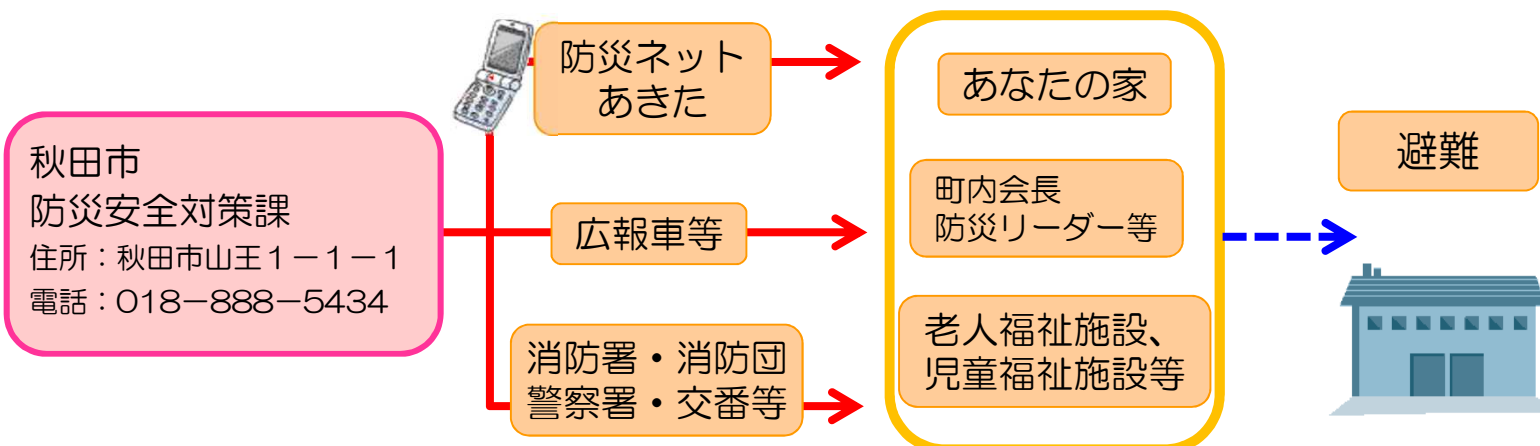 秋田市
防災安全対策課
住所：秋田市山王１－１－１
電話：018－888－5434
防災ネット
あきた
広報車等
消防署・消防団
警察署・交番等
あなたの家
町内会長
防災リーダー等
老人福祉施設、
児童福祉施設等
避難